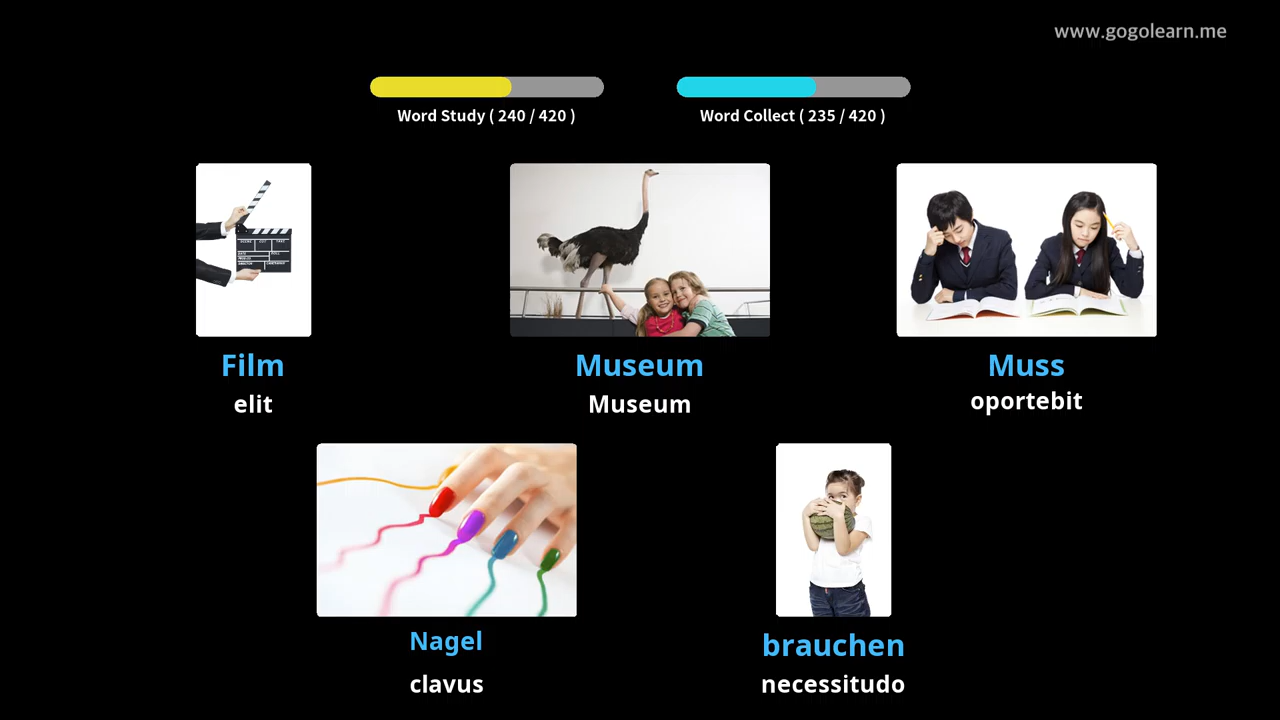 www.gogolearn.me
Word Study ( 240 / 420 )
Word Collect ( 235 / 420 )
Film
elit
Museum
Museum
Muss
oportebit
Nagel
clavus
brauchen
necessitudo